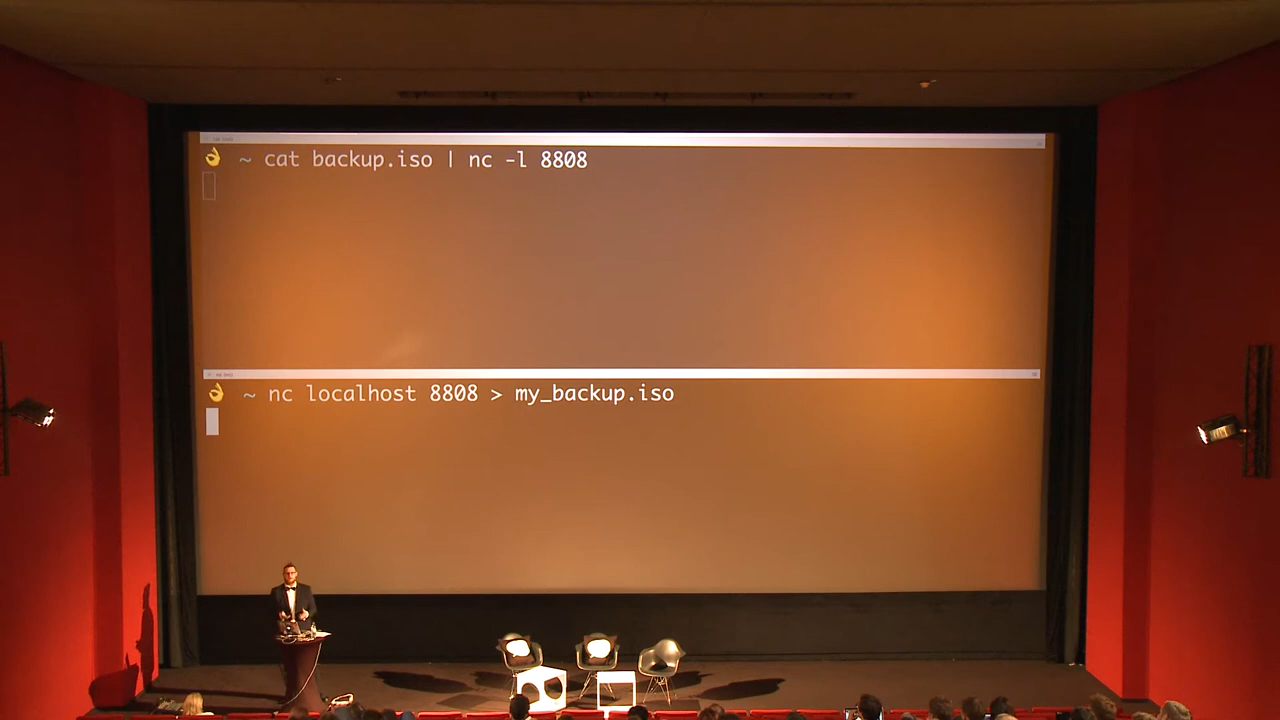 👌 ~ cat backup.iso | nc -l 8808
👌 ~ nc localhost 8808 > my_backup.iso